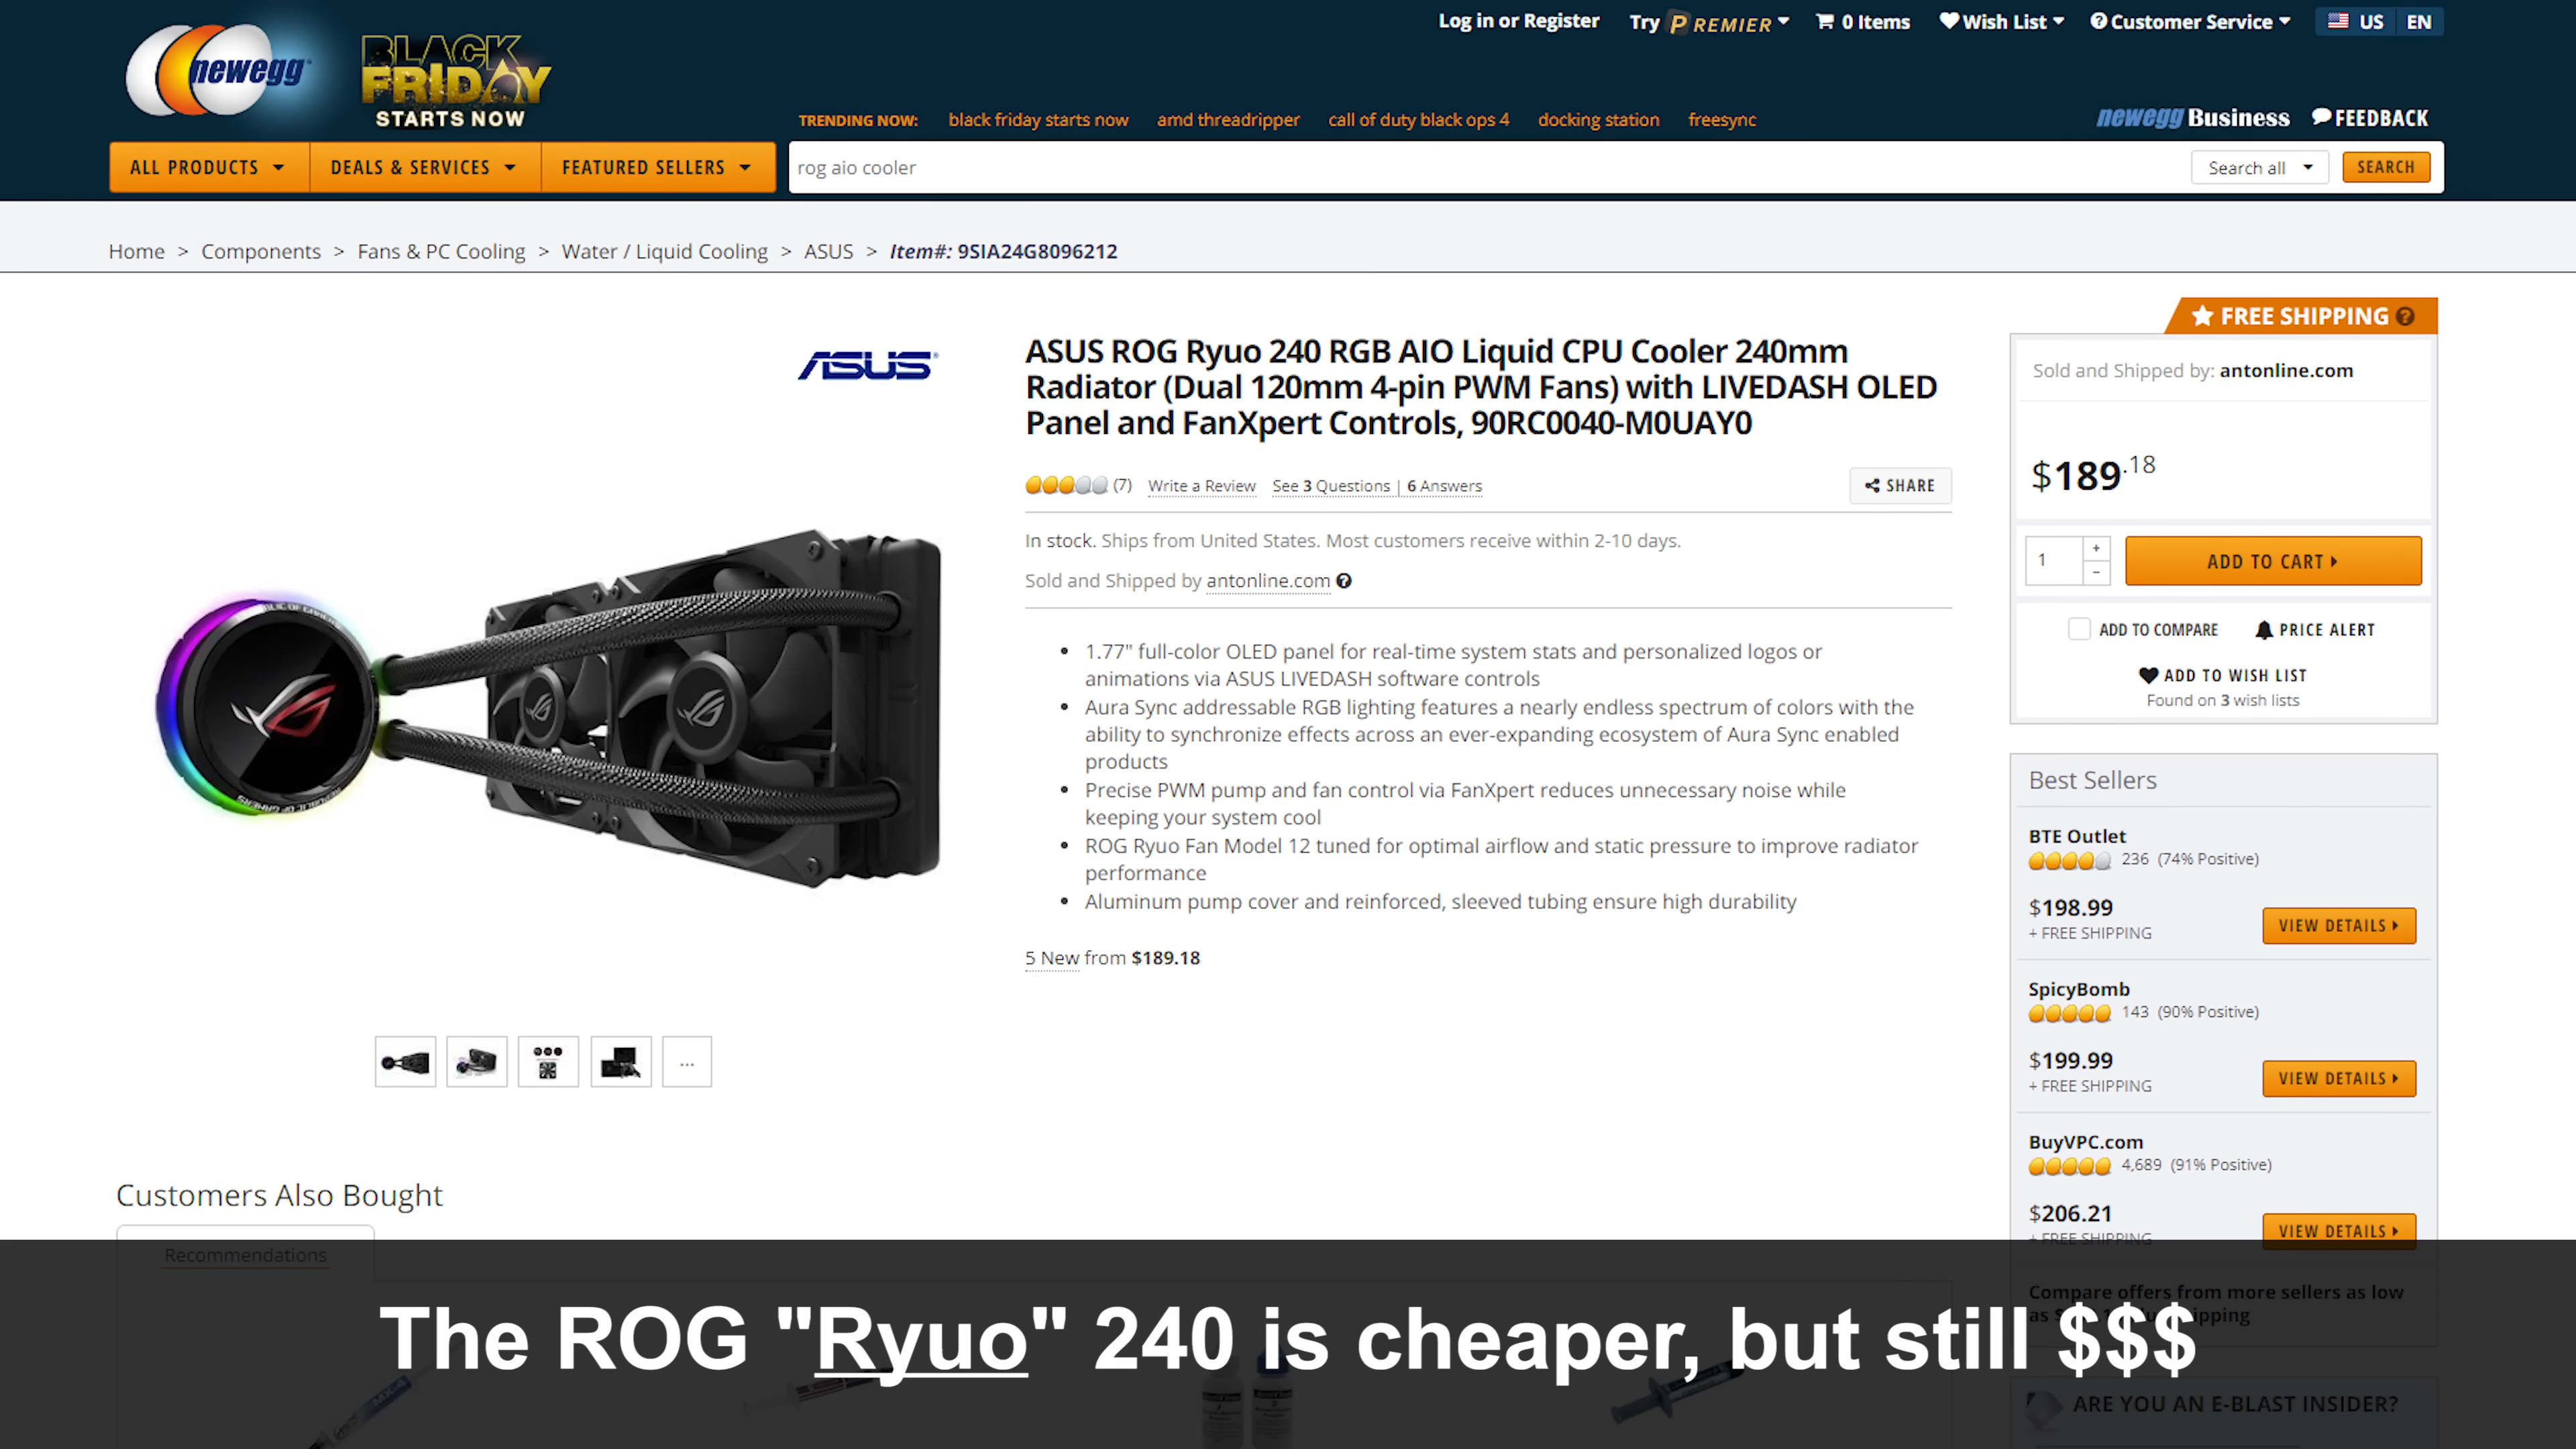 newegg
BLACK
FRIDAY
STARTS NOW
Log in or Register
Try PREMIER
0 Items
Wish List
Customer Service
US
EN
TRENDING NOW: black friday starts now amd threadripper call of duty black ops 4 docking station freesync
newegg Business
FEEDBACK
ALL PRODUCTS
DEALS & SERVICES
FEATURED SELLERS
rog aio cooler
Search all
SEARCH
Home > Components > Fans & PC Cooling > Water / Liquid Cooling > ASUS > Item#: 9SIA24G8096212
ASUS
REPUBLIC OF GAMERS
ASUS ROG Ryuo 240 RGB AIO Liquid CPU Cooler 240mm
Radiator (Dual 120mm 4-pin PWM Fans) with LIVEDASH OLED
Panel and FanXpert Controls, 90RC0040-M0UAY0
(7) Write a Review See 3 Questions | 6 Answers
SHARE
In stock. Ships from United States. Most customers receive within 2-10 days.
Sold and Shipped by antonline.com
• 1.77" full-color OLED panel for real-time system stats and personalized logos or
animations via ASUS LIVEDASH software controls
• Aura Sync addressable RGB lighting features a nearly endless spectrum of colors with the
ability to synchronize effects across an ever-expanding ecosystem of Aura Sync enabled
products
• Precise PWM pump and fan control via FanXpert reduces unnecessary noise while
keeping your system cool
• ROG Ryuo Fan Model 12 tuned for optimal airflow and static pressure to improve radiator
performance
• Aluminum pump cover and reinforced, sleeved tubing ensure high durability
5 New from $189.18
...
FREE SHIPPING
Sold and Shipped by: antonline.com
$189.18
1
+
-
ADD TO CART
ADD TO COMPARE
PRICE ALERT
ADD TO WISH LIST
Found on 3 wish lists
Best Sellers
BTE Outlet
236 (74% Positive)
$198.99
+ FREE SHIPPING
VIEW DETAILS
SpicyBomb
143 (90% Positive)
$199.99
+ FREE SHIPPING
VIEW DETAILS
BuyVPC.com
4,689 (91% Positive)
$206.21
+ FREE SHIPPING
VIEW DETAILS
Compare offers from more sellers as low
as
Customers Also Bought
Recommendations
The ROG "Ryuo" 240 is cheaper, but still $$$
MX-4
ARE YOU AN E-BLAST INSIDER?